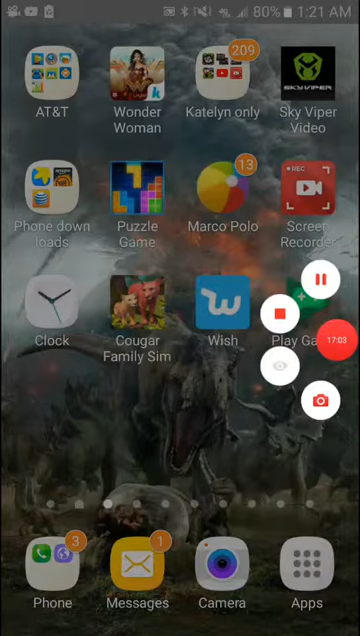 80% 1:21 AM
209
AT&T
Wonder Woman
Katelyn only
SKY VIPER
Sky Viper Video
13
REC
Phone down loads
Puzzle Game
Marco Polo
Screen Recorder
Clock
Cougar Family Sim
Wish
Play Ga
17:03
3
1
Phone
Messages
Camera
Apps